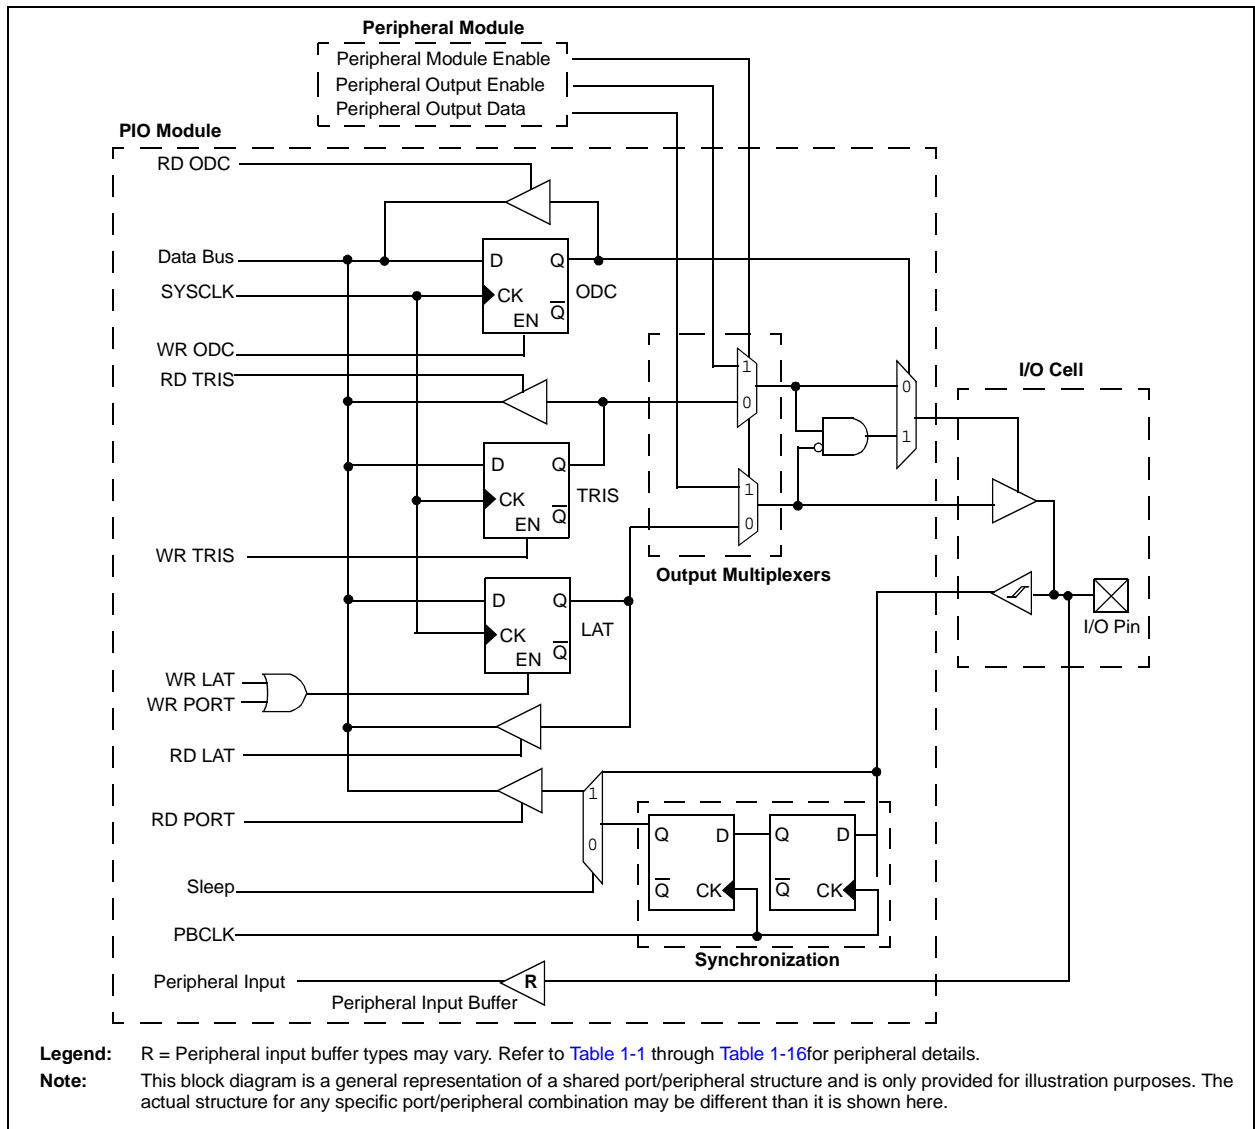 Peripheral Module
Peripheral Module Enable
Peripheral Output Enable
Peripheral Output Data
PIO Module
RD ODC
Data Bus
D
Q
SYSCLK
CK
ODC
Q
EN
WR ODC
RD TRIS
1
0
I/O Cell
0
1
D
Q
CK
TRIS
Q
EN
WR TRIS
1
0
Output Multiplexers
D
Q
CK
LAT
Q
EN
I/O Pin
WR LAT
WR PORT
RD LAT
1
RD PORT
0
Q
D
Q
D
Sleep
Q
CK
Q
CK
PBCLK
Synchronization
Peripheral Input
R
Peripheral Input Buffer
Legend: R = Peripheral input buffer types may vary. Refer to Table 1-1 through Table 1-16for peripheral details.
Note: This block diagram is a general representation of a shared port/peripheral structure and is only provided for illustration purposes. The
actual structure for any specific port/peripheral combination may be different than it is shown here.